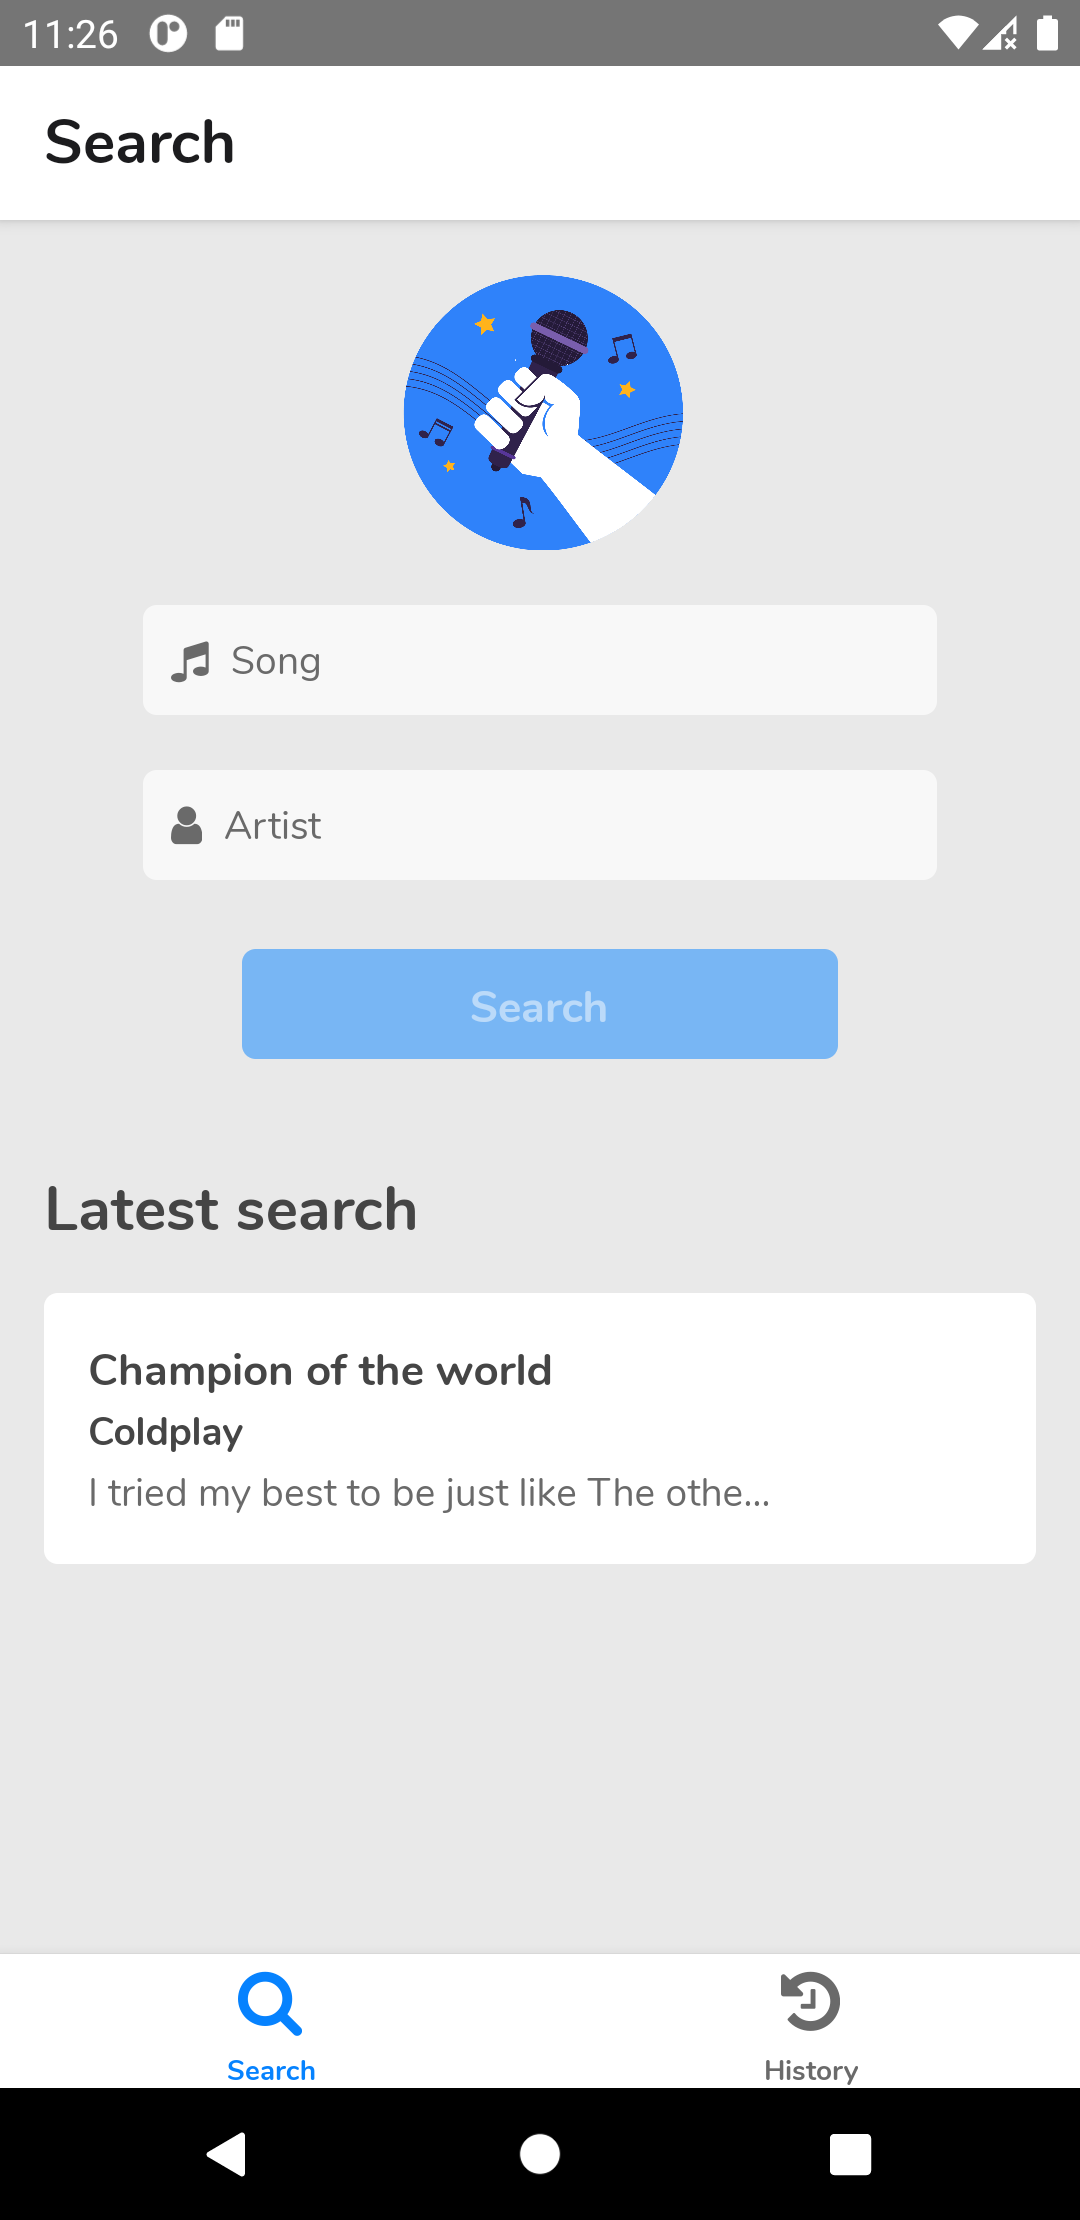 11:26
Search
Song
Artist
Search
Latest search
Champion of the world
Coldplay
I tried my best to be just like The othe...
Search
History